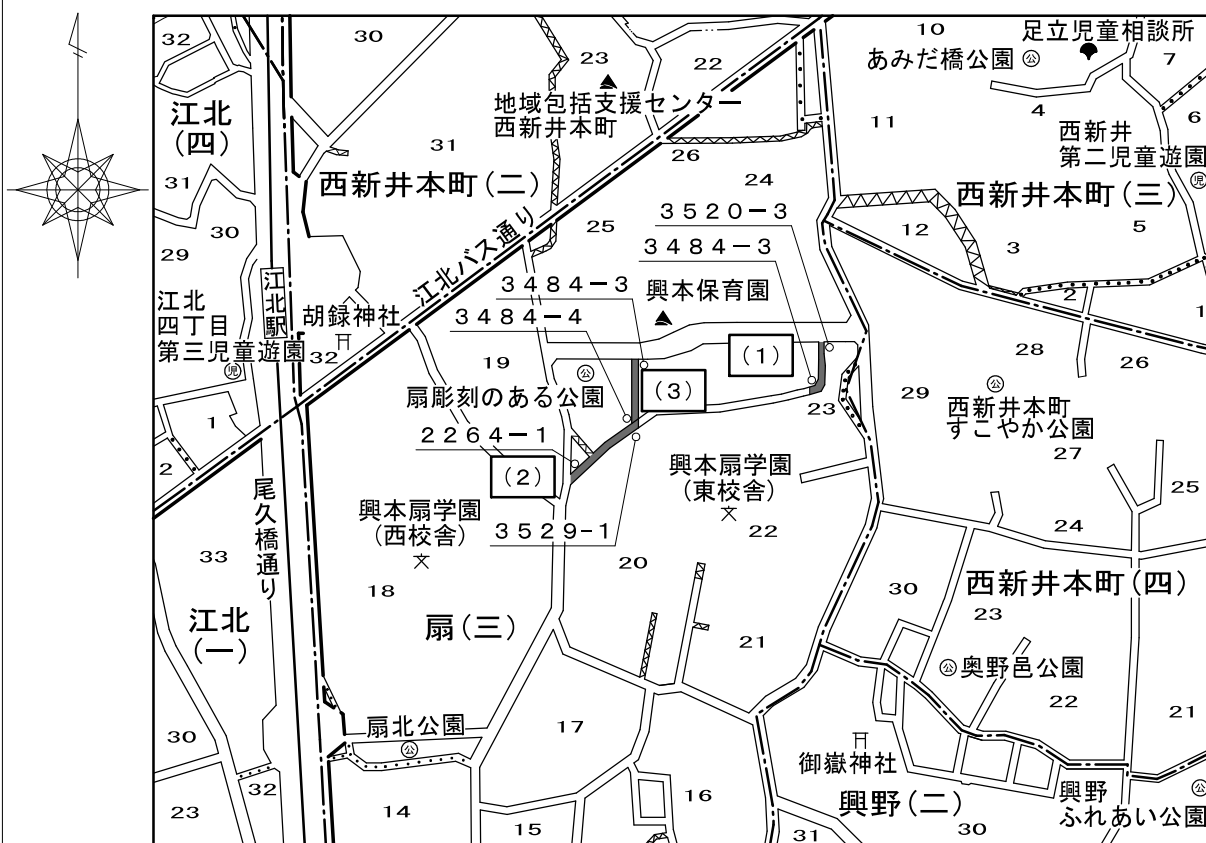 32
30
23
22
10
足立児童相談所
あみだ橋公園 公
7
江北
(四)
地域包括支援センター
西新井本町
4
11
6
西新井
第二児童遊園
児
31
26
31
西新井本町(二)
24
西新井本町(三)
30
25
3520-3
12
5
29
3484-3
3
江北バス通り
3484-3
興本保育園
2
江北
四丁目
第三児童遊園
児
江北駅
胡録神社
32
3484-4
1
19
(1)
28
26
公
扇彫刻のある公園
(3)
29
公
西新井本町
すこやか公園
23
1
2264-1
27
2
(2)
興本扇学園
(東校舎)
文
25
尾久橋通り
興本扇学園
(西校舎)
文
3529-1
22
24
33
20
18
30
西新井本町(四)
江北
(一)
扇(三)
23
21
公
奥野邑公園
22
21
30
扇北公園
公
17
御嶽神社
32
23
14
16
興野(二)
興野
ふれあい公園
公
15
31
30